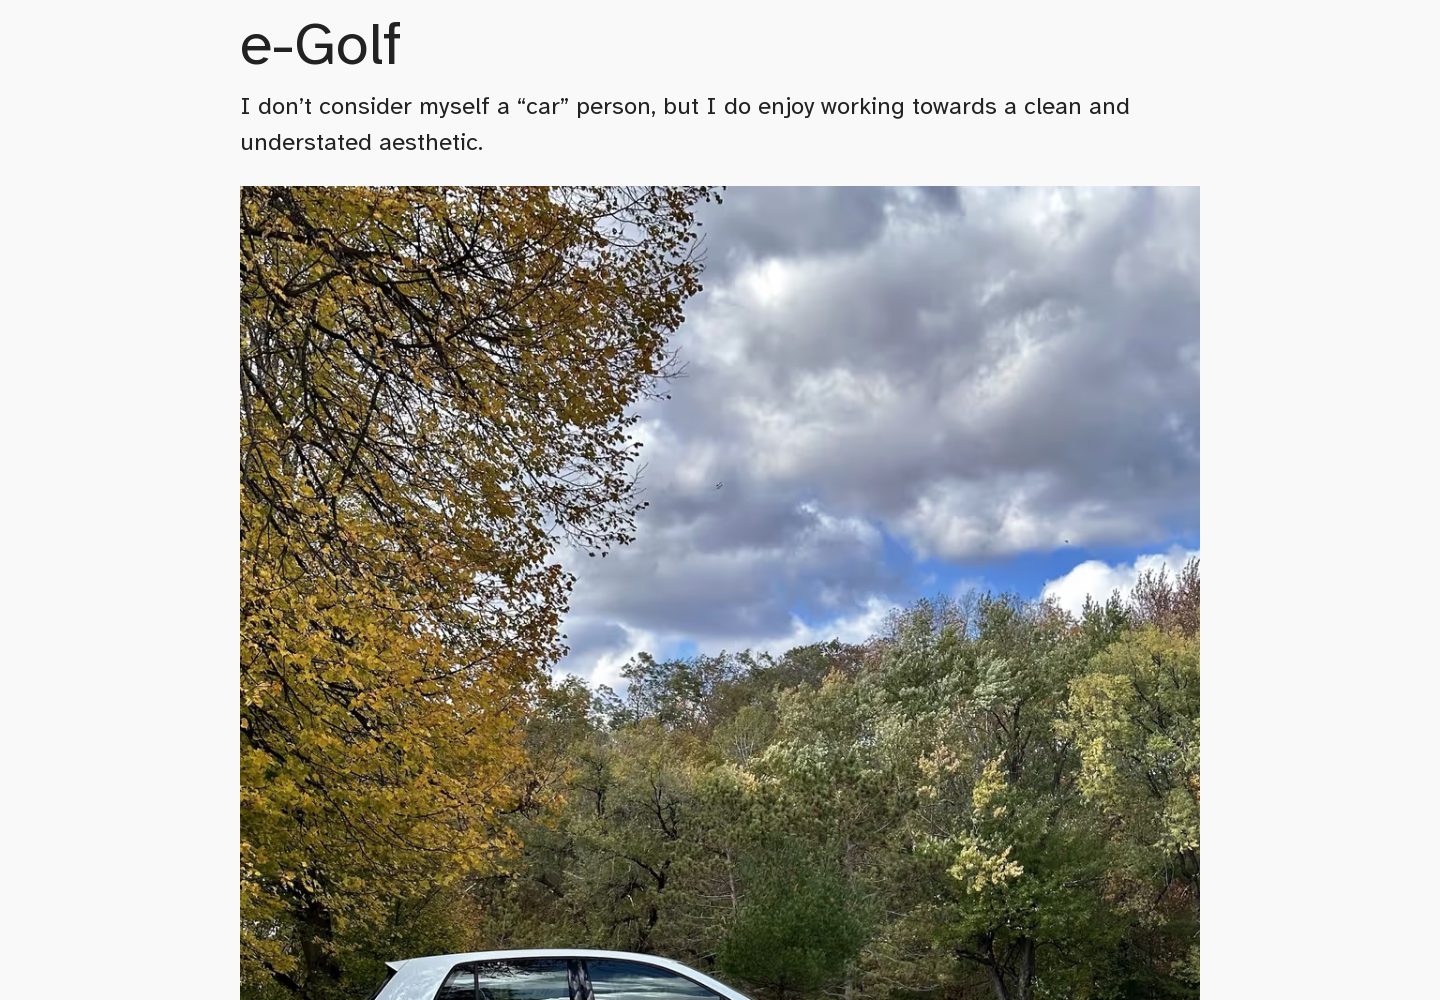 e-Golf
I don’t consider myself a “car” person, but I do enjoy working towards a clean and
understated aesthetic.